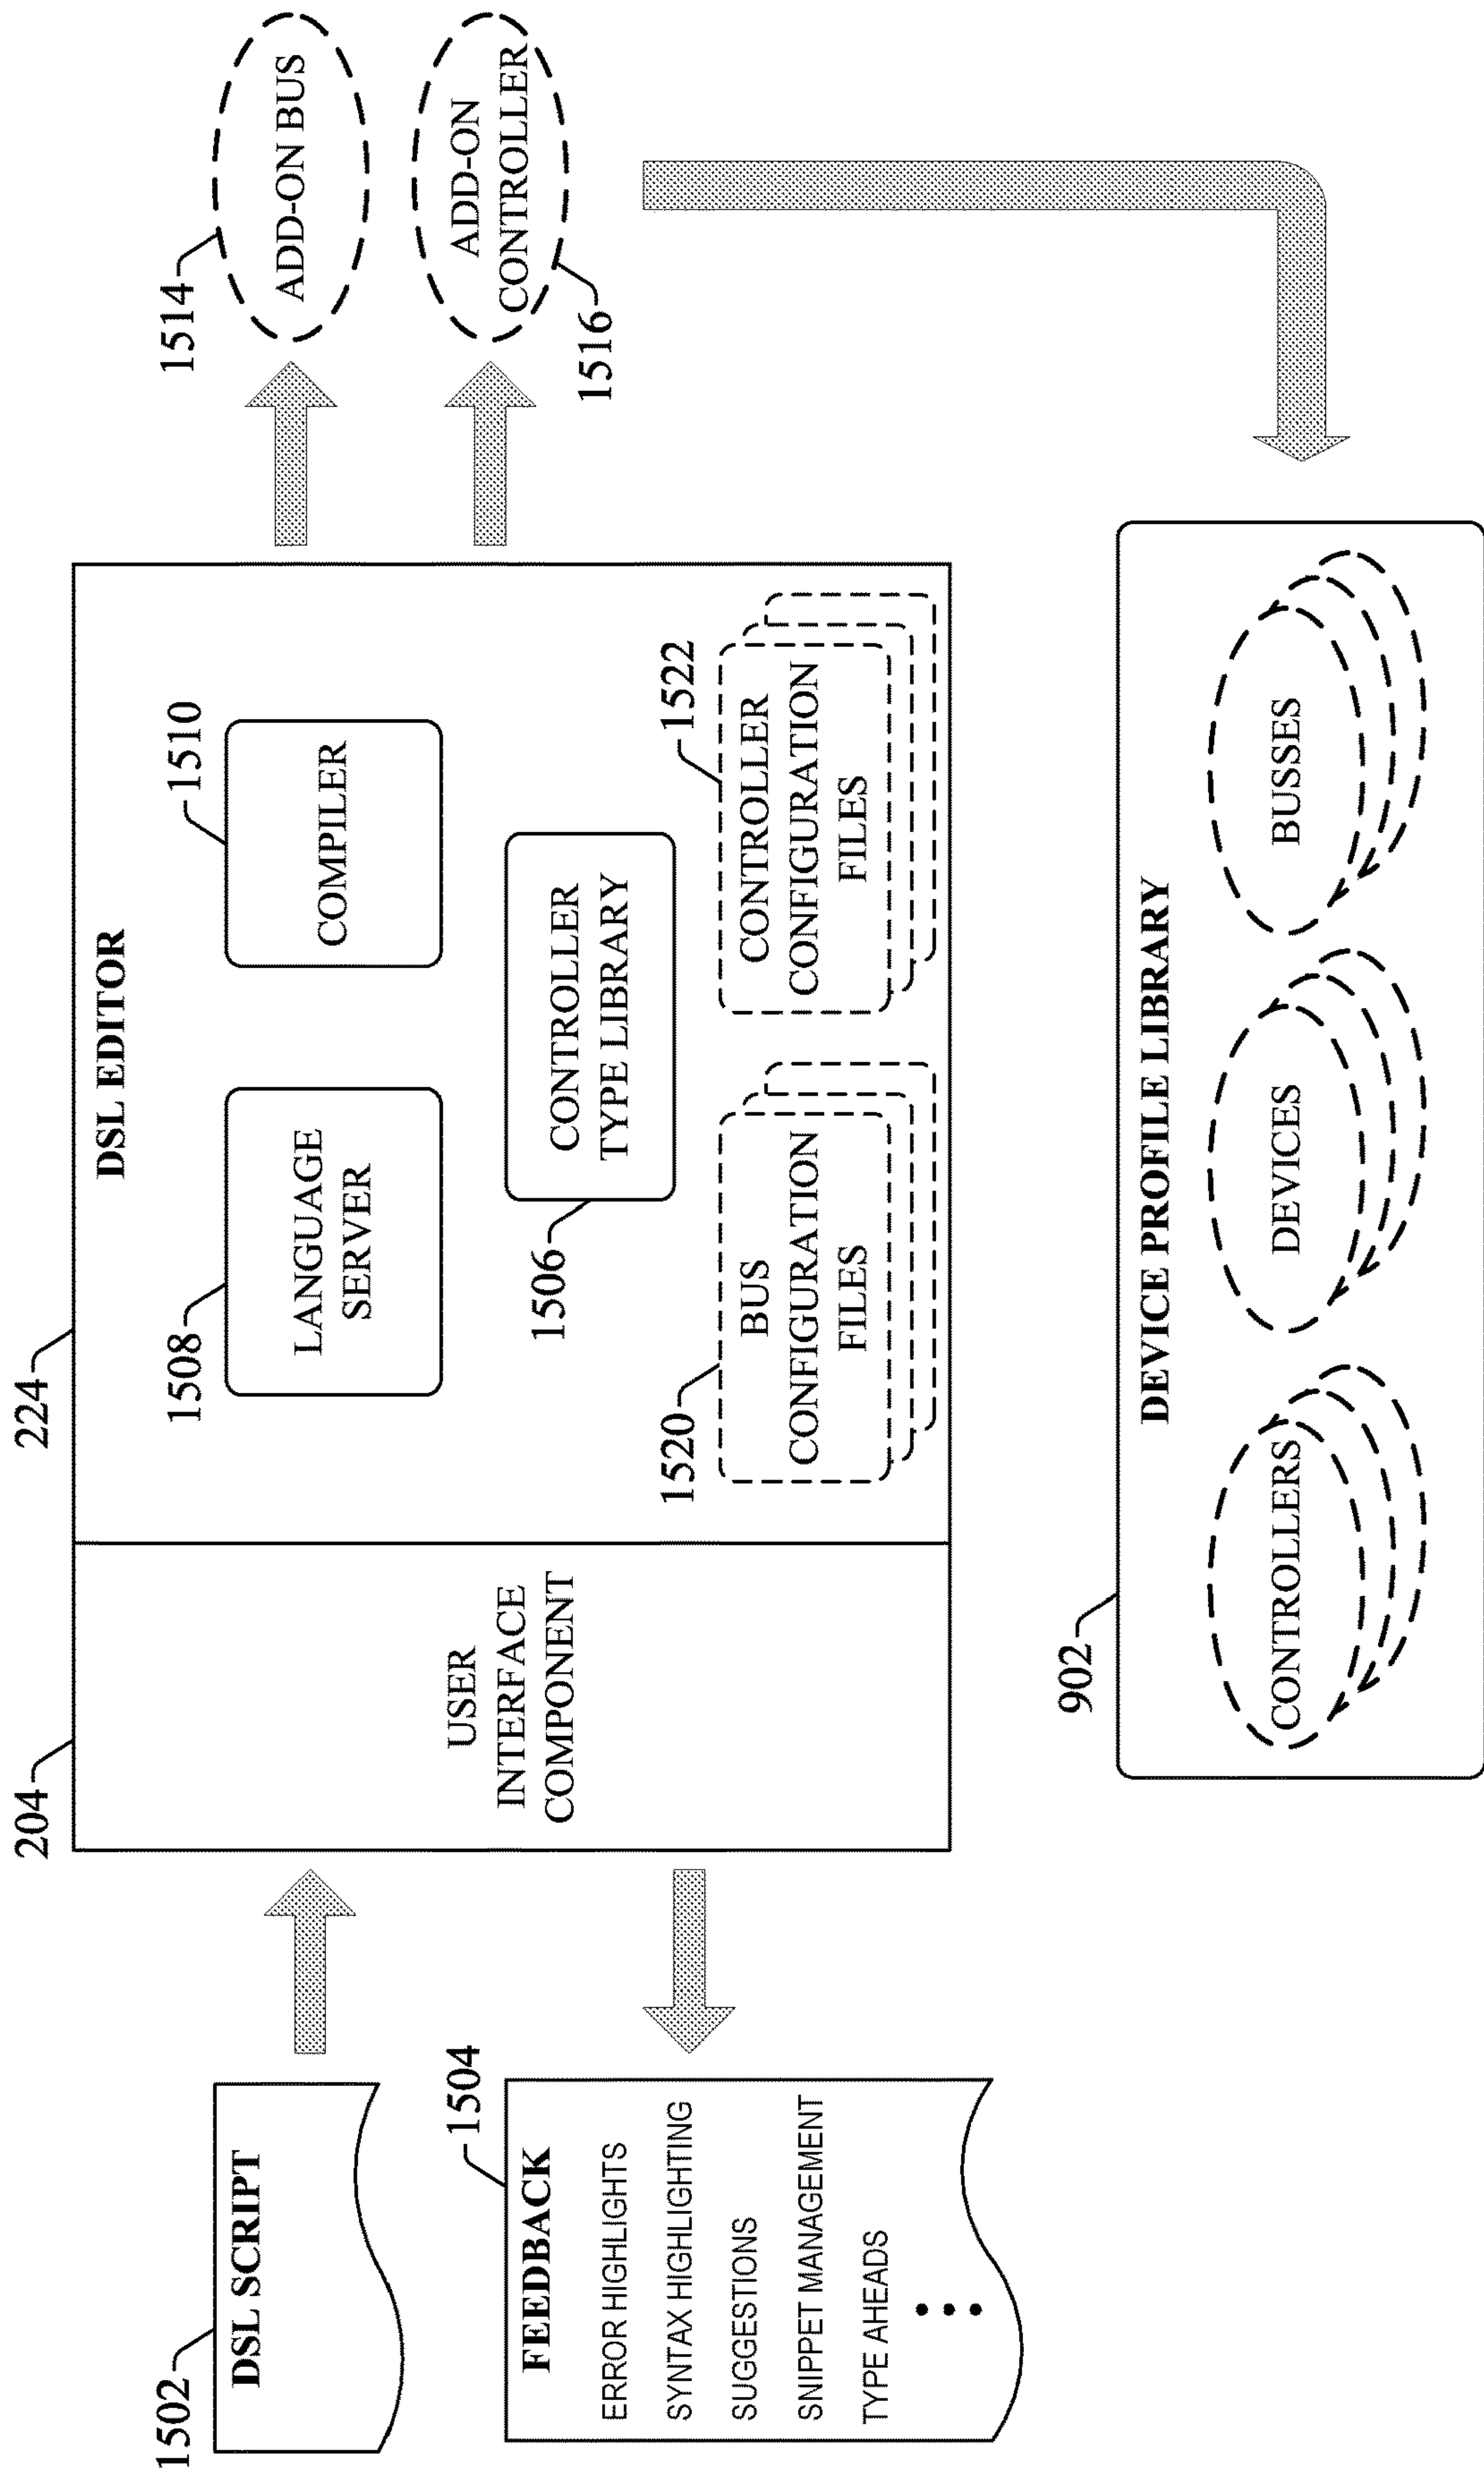 1502
DSL SCRIPT
1504
FEEDBACK
ERROR HIGHLIGHTS
SYNTAX HIGHLIGHTING
SUGGESTIONS
SNIPPET MANAGEMENT
TYPE AHEADS
204
USER
INTERFACE
COMPONENT
224
DSL EDITOR
1508
LANGUAGE
SERVER
1510
COMPILER
1506
CONTROLLER
TYPE LIBRARY
1520
BUS
CONFIGURATION
FILES
1522
CONTROLLER
CONFIGURATION
FILES
1514
ADD-ON BUS
ADD-ON
CONTROLLER
1516
902
DEVICE PROFILE LIBRARY
CONTROLLERS
DEVICES
BUSSES